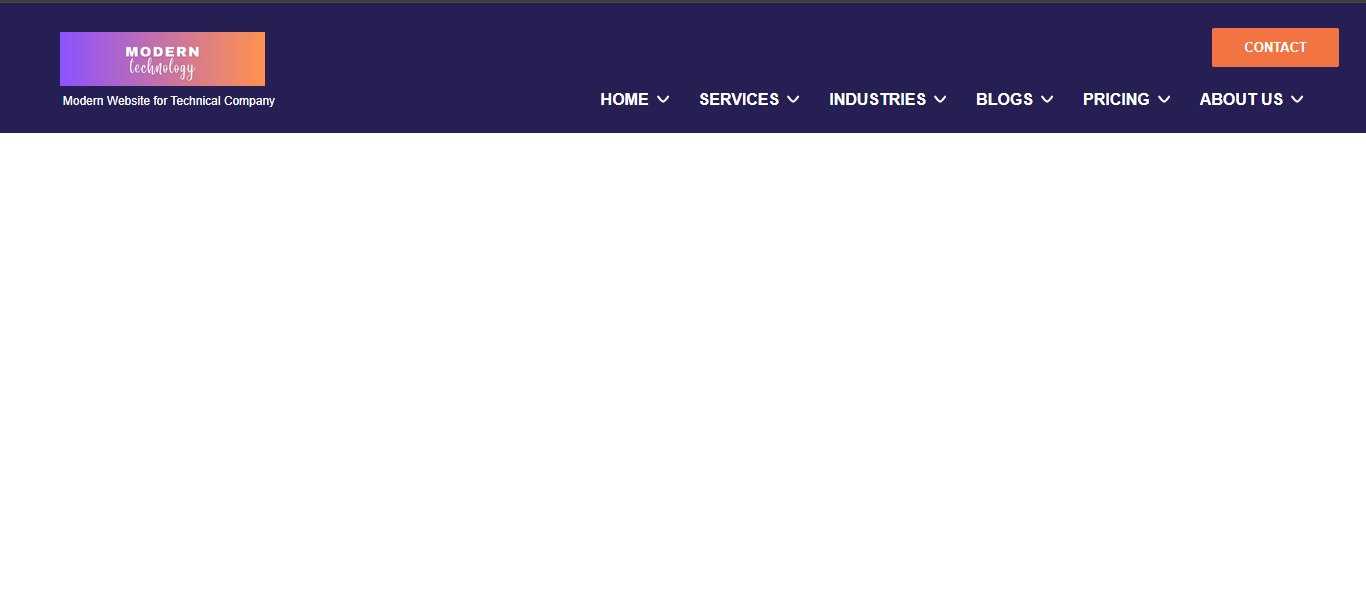 MODERN
technology
Modern Website for Technical Company
CONTACT
HOME SERVICES INDUSTRIES BLOGS PRICING ABOUT US